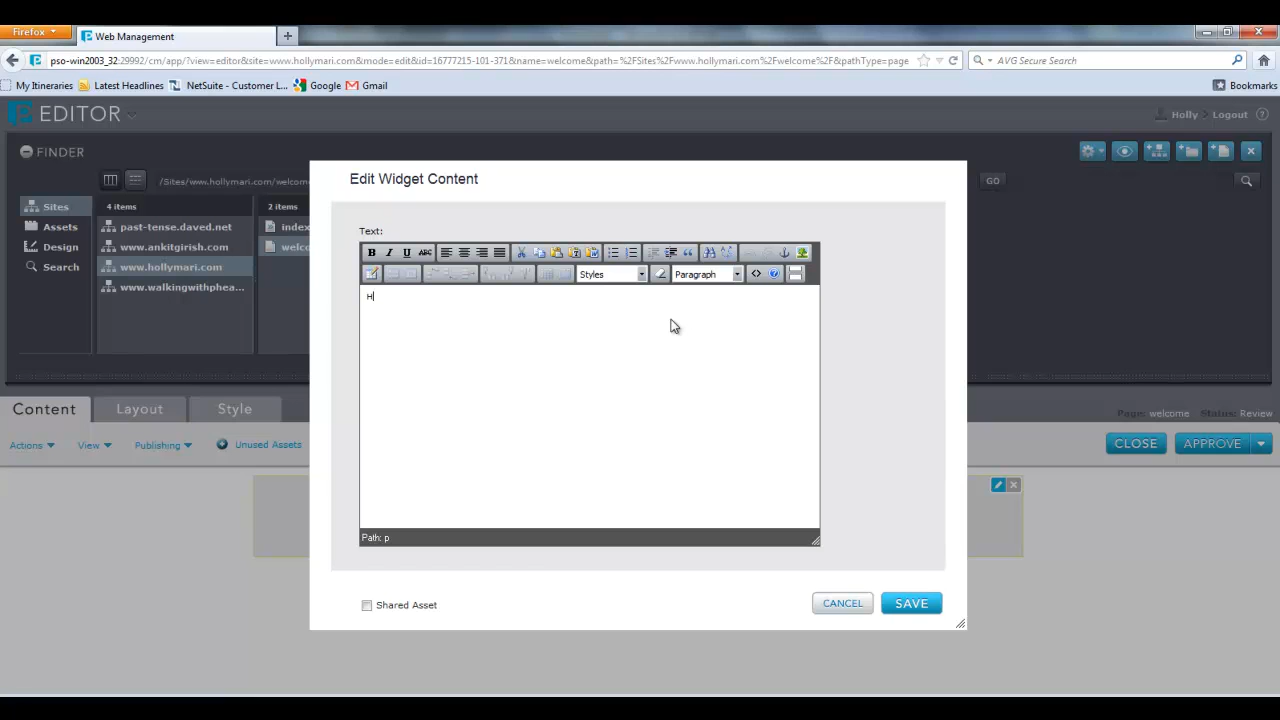 Firefox
Web Management
pso-win2003_32:29992/cm/app/?view=editor&site=www.hollymari.com&mode=edit&id=16777215-101-371&name=welcome&path=%2FSites%2Fwww.hollymari.com%2Fwelcome%2F&pathType=page
AVG Secure Search
My Itineraries
Latest Headlines
NetSuite - Customer L...
Google
Gmail
Bookmarks
EDITOR
Holly
Logout
FINDER
/Sites/www.hollymari.com/welcom
GO
Sites
Assets
Design
Search
4 items
past-tense.daved.net
www.ankitgirish.com
www.hollymari.com
www.walkingwithphea...
2 items
index
welco
Edit Widget Content
Text:
B I U ABC
Styles
Paragraph
H
Path: p
Shared Asset
CANCEL
SAVE
Content
Layout
Style
Page: welcome Status: Review
Actions
View
Publishing
Unused Assets
CLOSE
APPROVE